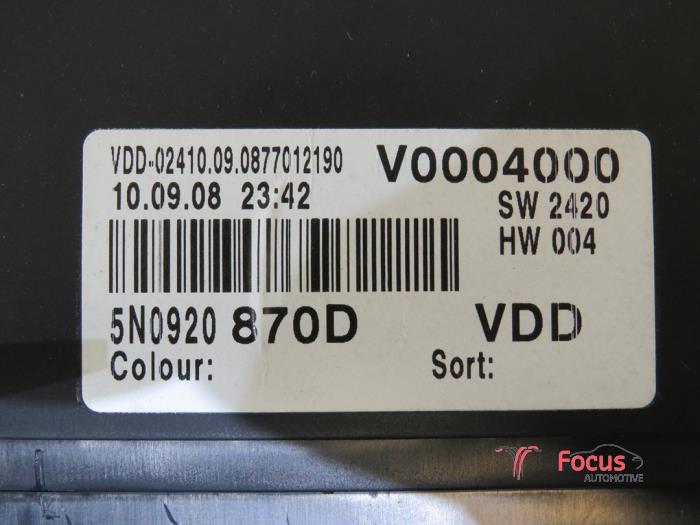 VDD-02410.09.0877012190 V0004000
10.09.08 23:42 SW 2420
HW 004
5N0920 870D VDD
Colour: Sort:
Focus
AUTOMOTIVE